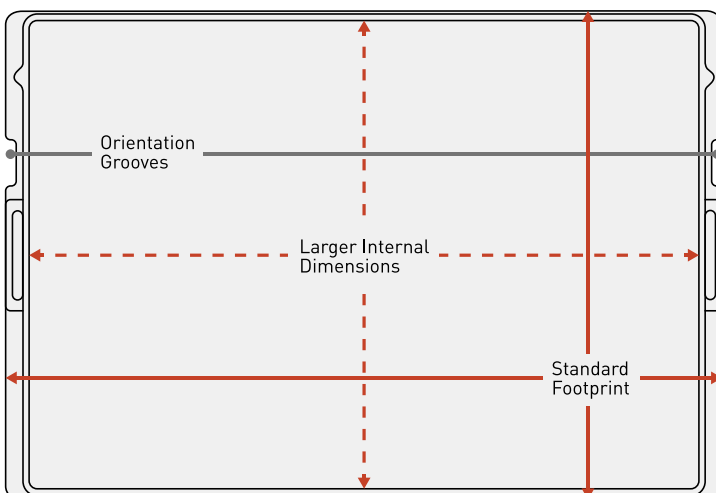 Orientation
Grooves
Larger Internal
Dimensions
Standard
Footprint